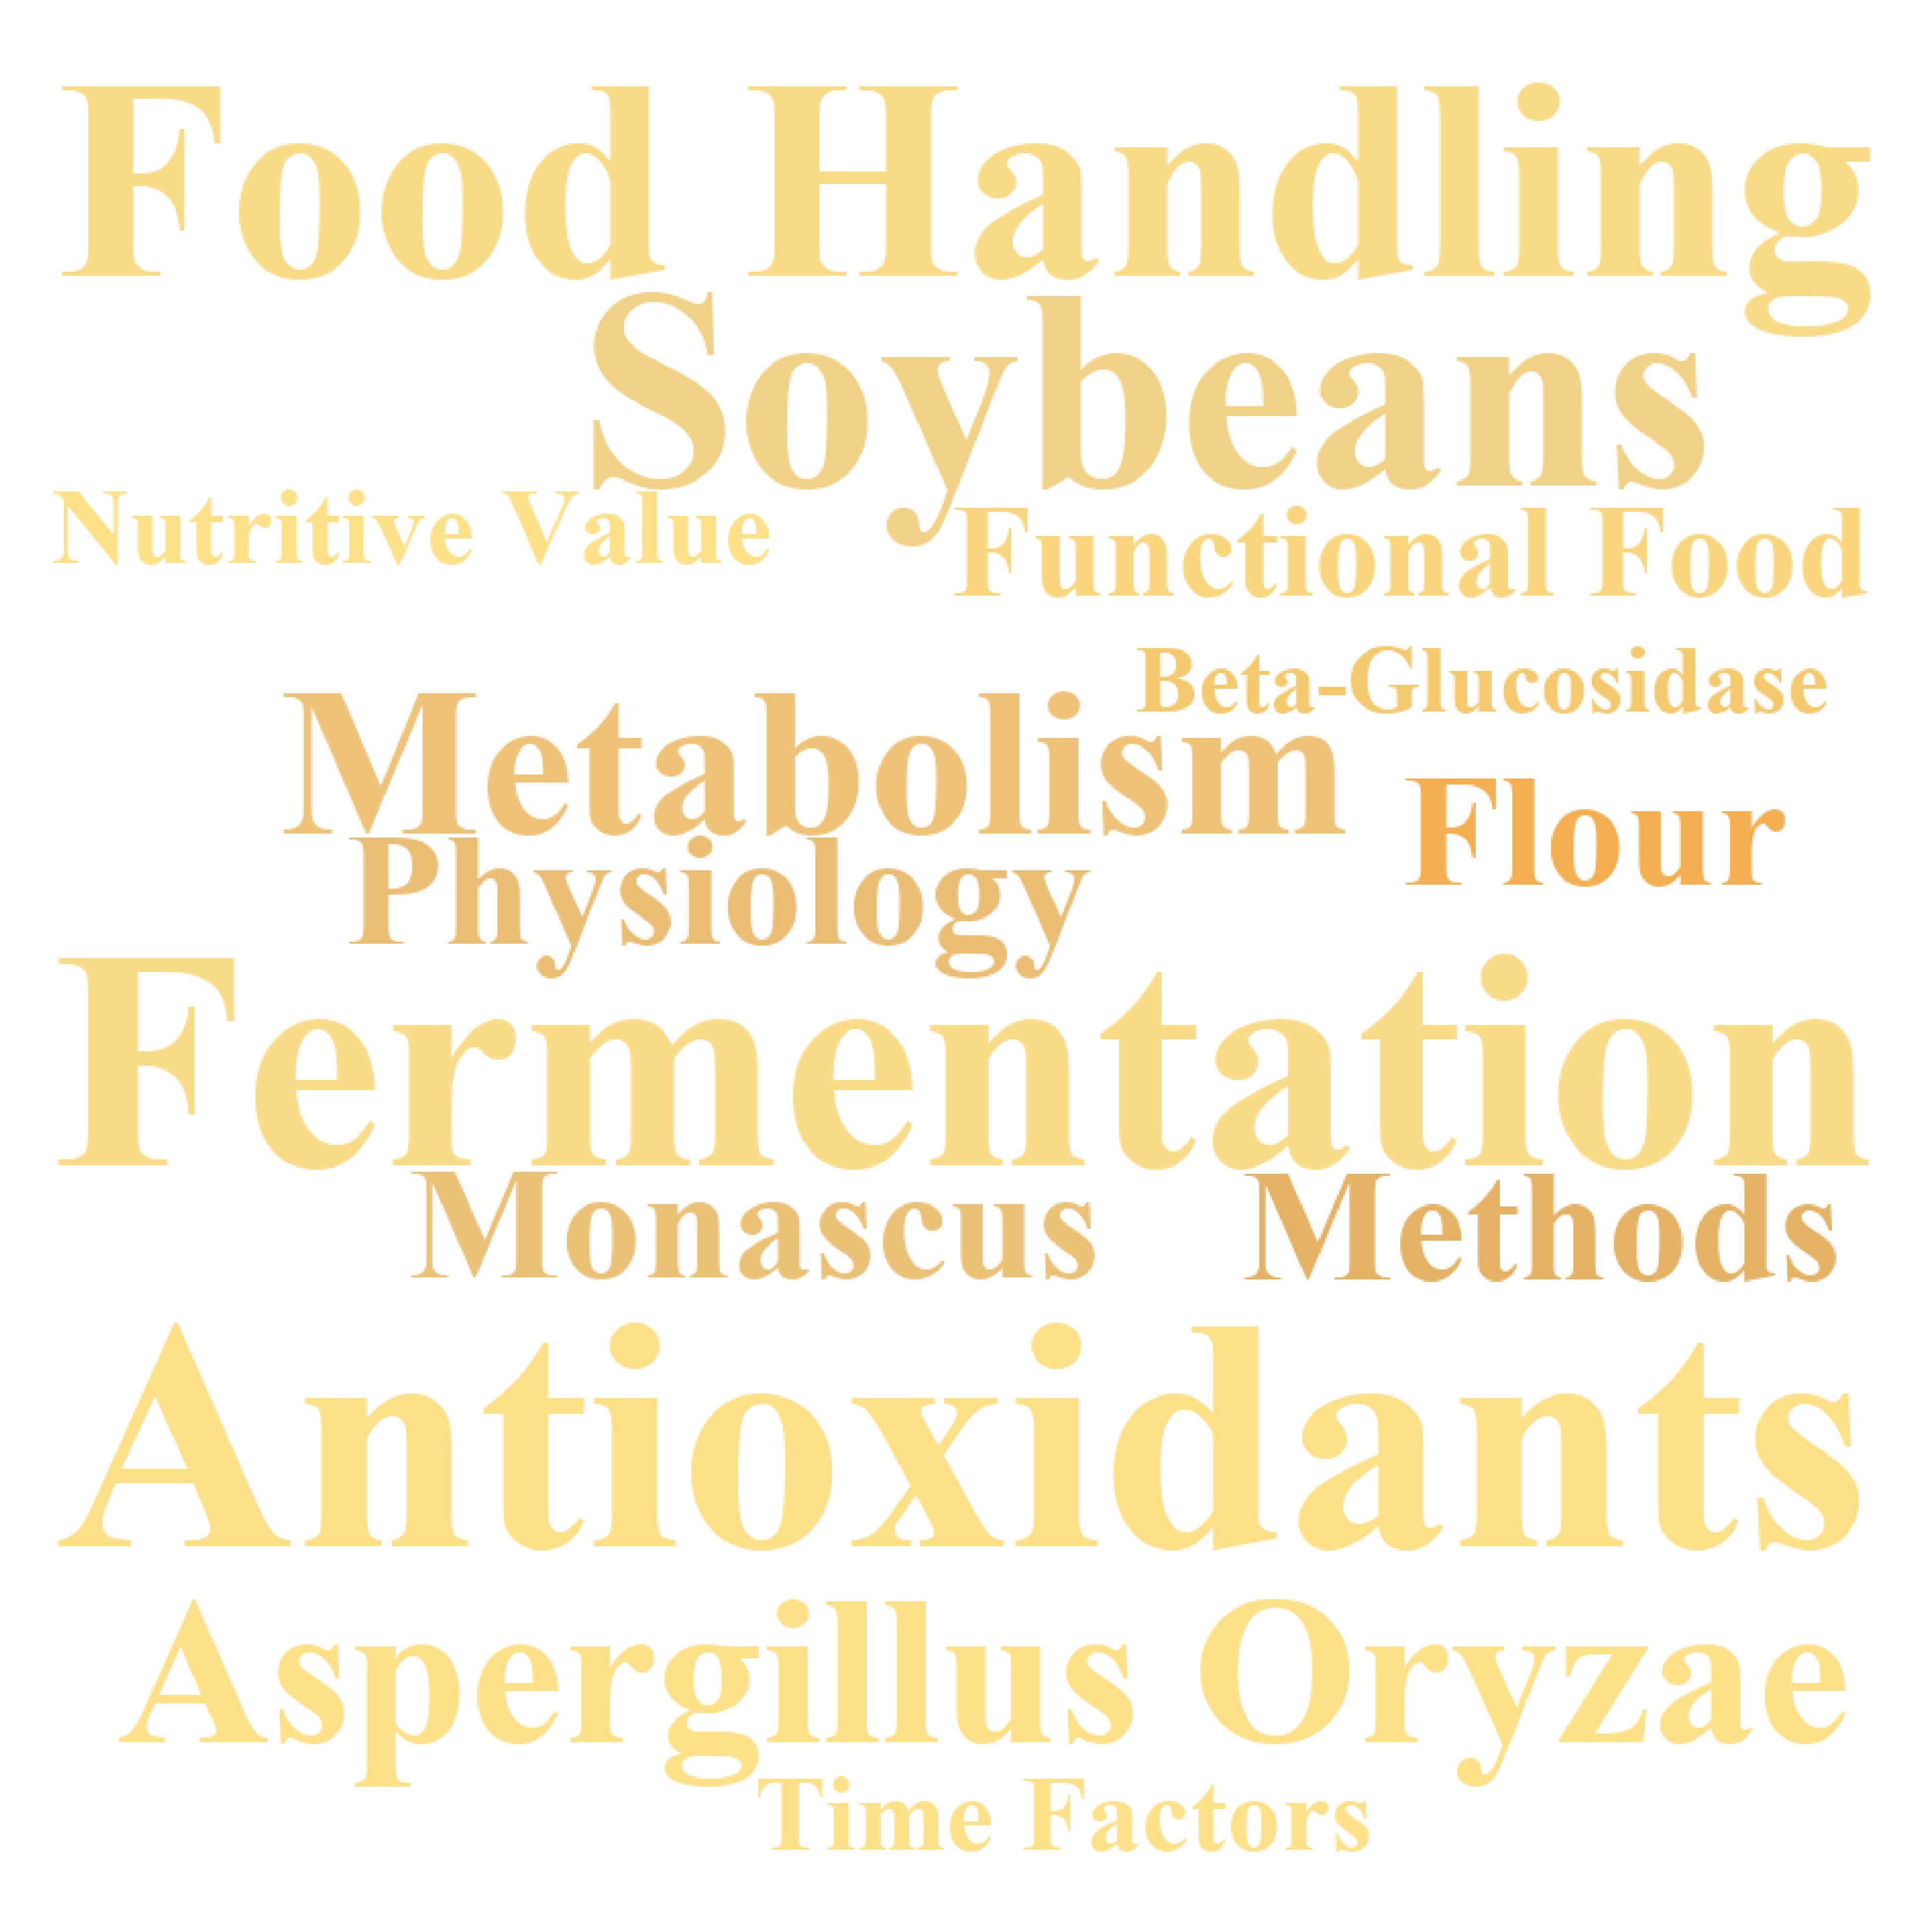 Food Handling
Soybeans
Nutritive Value
Functional Food
Beta-Glucosidase
Metabolism
Flour
Physiology
Fermentation
Monascus
Methods
Antioxidants
Aspergillus Oryzae
Time Factors